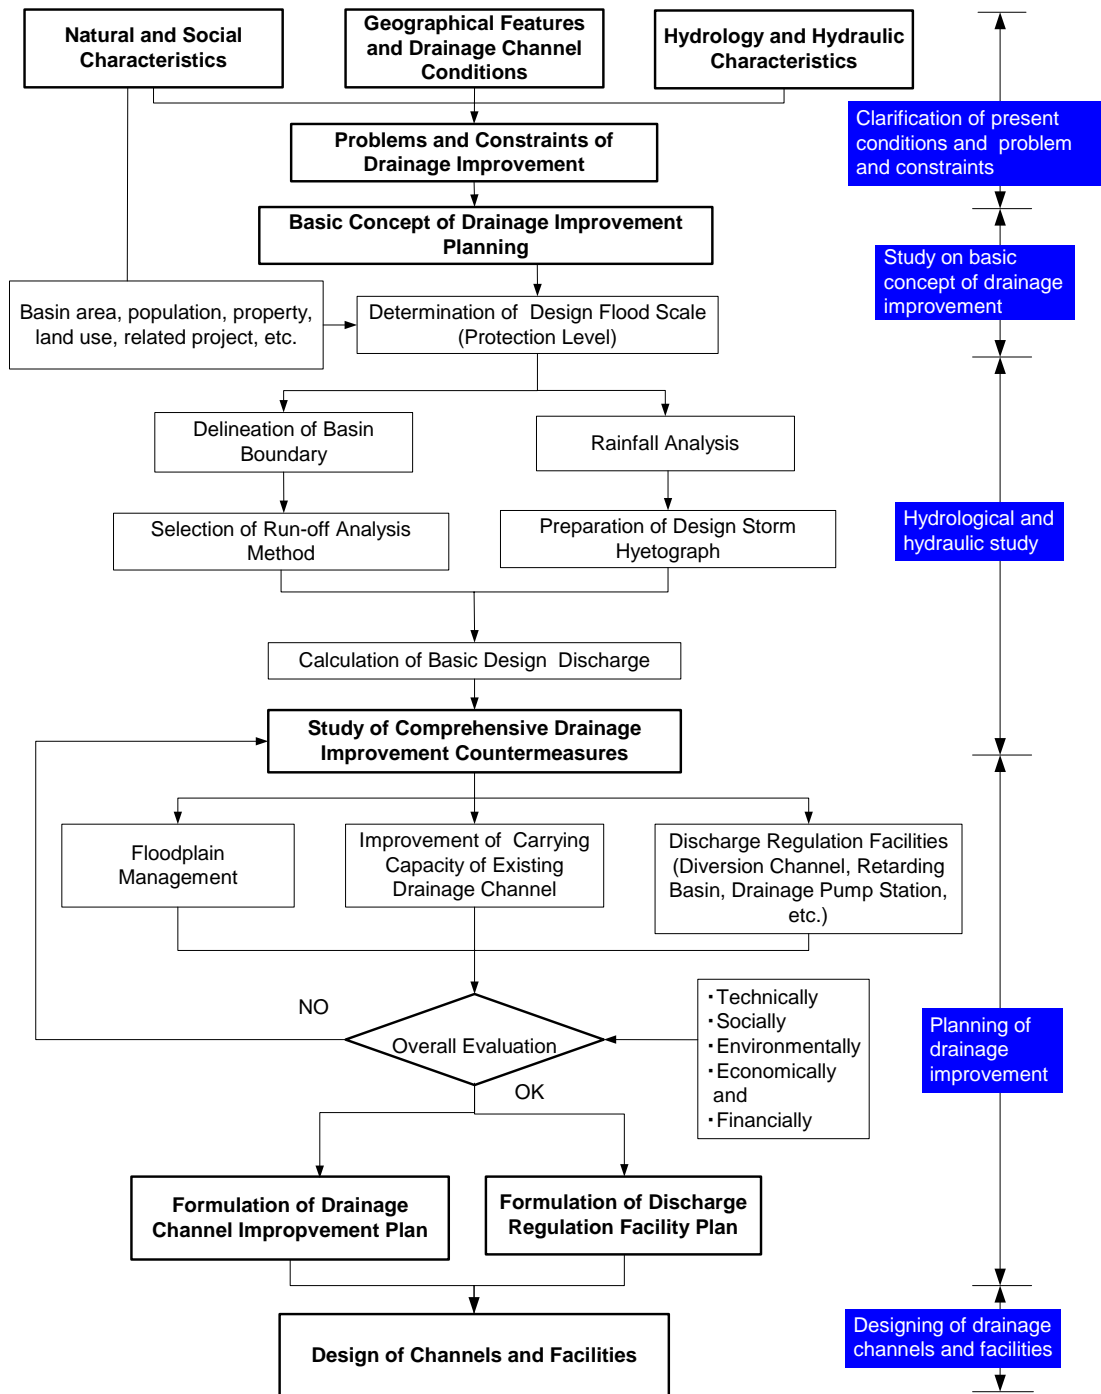 Natural and Social
Characteristics
Geographical Features
and Drainage Channel
Conditions
Hydrology and Hydraulic
Characteristics
Clarification of present
conditions and problem
and constraints
Problems and Constraints of
Drainage Improvement
Basic Concept of Drainage Improvement
Planning
Study on basic
concept of drainage
improvement
Basin area, population, property,
land use, related project, etc.
Determination of Design Flood Scale
(Protection Level)
Delineation of Basin
Boundary
Rainfall Analysis
Selection of Run-off Analysis
Method
Preparation of Design Storm
Hyetograph
Hydrological and
hydraulic study
Calculation of Basic Design Discharge
Study of Comprehensive Drainage
Improvement Countermeasures
Floodplain
Management
Improvement of Carrying
Capacity of Existing
Drainage Channel
Discharge Regulation Facilities
(Diversion Channel, Retarding
Basin, Drainage Pump Station,
etc.)
NO
Overall Evaluation
OK
・Technically
・Socially
・Environmentally
・Economically
and
・Financially
Planning of
drainage
improvement
Formulation of Drainage
Channel Impropvement Plan
Formulation of Discharge
Regulation Facility Plan
Design of Channels and Facilities
Designing of drainage
channels and facilities